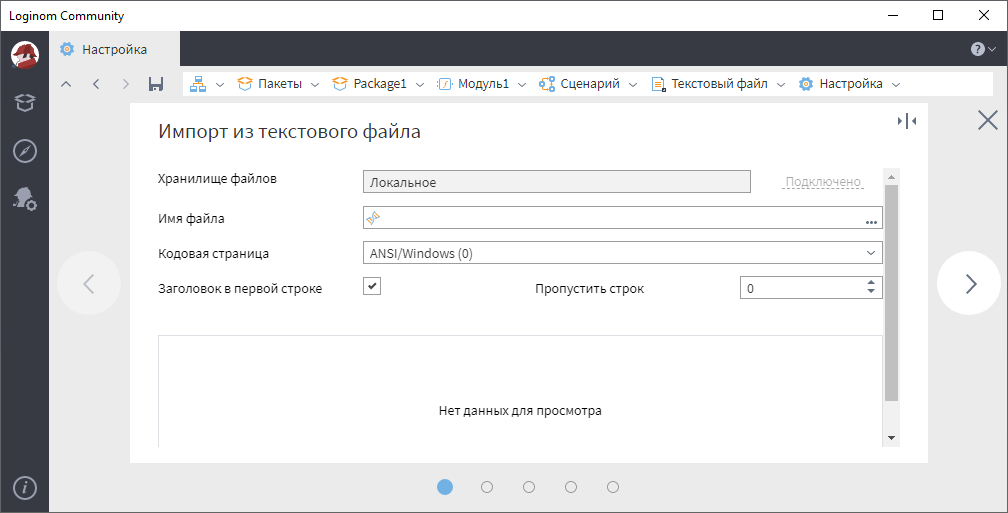 Loginom Community
Настройка
Пакеты Package1 Модуль1 Сценарий Текстовый файл Настройка
Импорт из текстового файла
Хранилище файлов Локальное Подключено
Имя файла ...
Кодовая страница ANSI/Windows (0)
Заголовок в первой строке Пропустить строк 0
Нет данных для просмотра